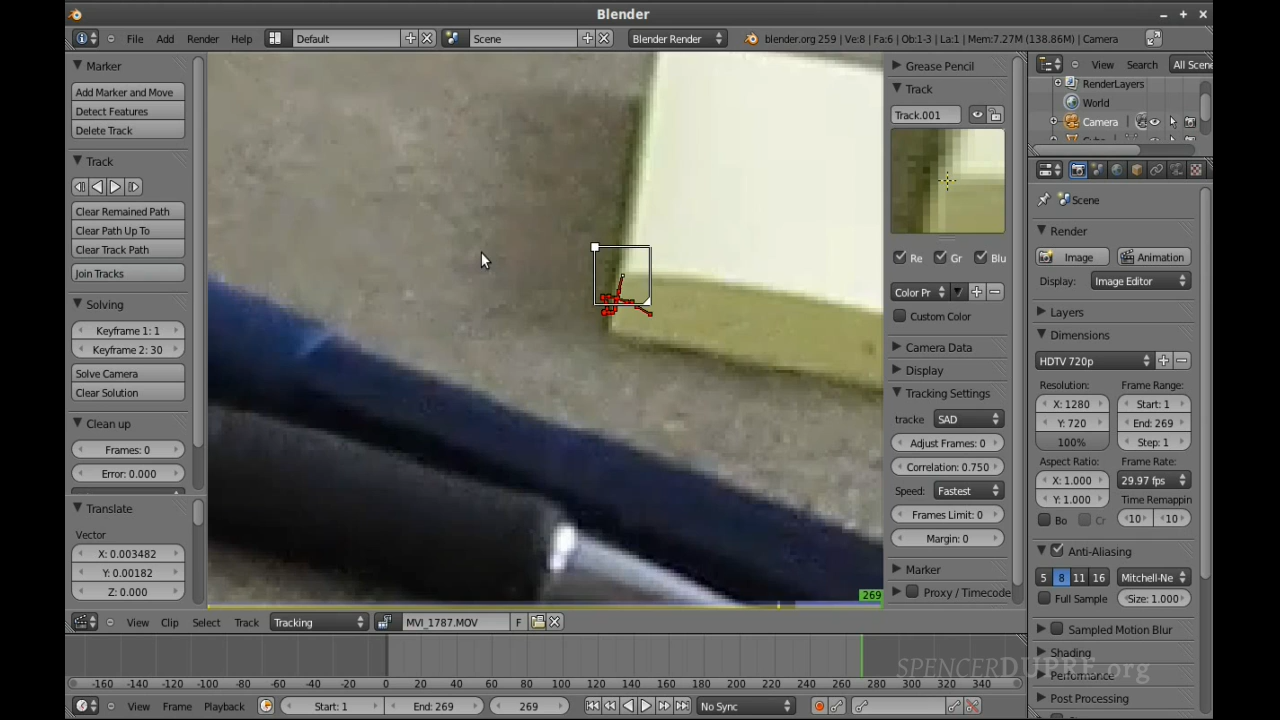 Blender
File Add Render Help Default Scene Blender Render blender.org 259 | Ve:8 | Fa:6 | Ob:1-3 | La:1 | Mem:7.27M (138.86M) | Camera
Marker
Add Marker and Move
Detect Features
Delete Track
Track
Clear Remained Path
Clear Path Up To
Clear Track Path
Join Tracks
Solving
Keyframe 1: 1
Keyframe 2: 30
Solve Camera
Clear Solution
Clean up
Frames: 0
Error: 0.000
Translate
Vector
X: 0.003482
Y: 0.00182
Z: 0.000
269
View Clip Select Track Tracking MVI_1787.MOV F
Grease Pencil
Track
Track.001
Re Gr Blu
Color Pr
Custom Color
Camera Data
Display
Tracking Settings
tracke SAD
Adjust Frames: 0
Correlation: 0.750
Speed: Fastest
Frames Limit: 0
Margin: 0
Marker
Proxy / Timecode
View Search All Scene
RenderLayers
World
Camera
Scene
Render
Image Animation
Display: Image Editor
Layers
Dimensions
HDTV 720p
Resolution: Frame Range:
X: 1280 Start: 1
Y: 720 End: 269
100% Step: 1
Aspect Ratio: Frame Rate:
X: 1.000 29.97 fps
Y: 1.000 Time Remappin
Bo Cr 10 10
Anti-Aliasing
5 8 11 16 Mitchell-Ne
Full Sample Size: 1.000
Sampled Motion Blur
Shading
Performance
Post Processing
SPENCERDUPRE.org
-160 -140 -120 -100 -80 -60 -40 -20 0 20 40 60 80 100 120 140 160 180 200 220 240 260 280 300 320 340
View Frame Playback Start: 1 End: 269 269 No Sync